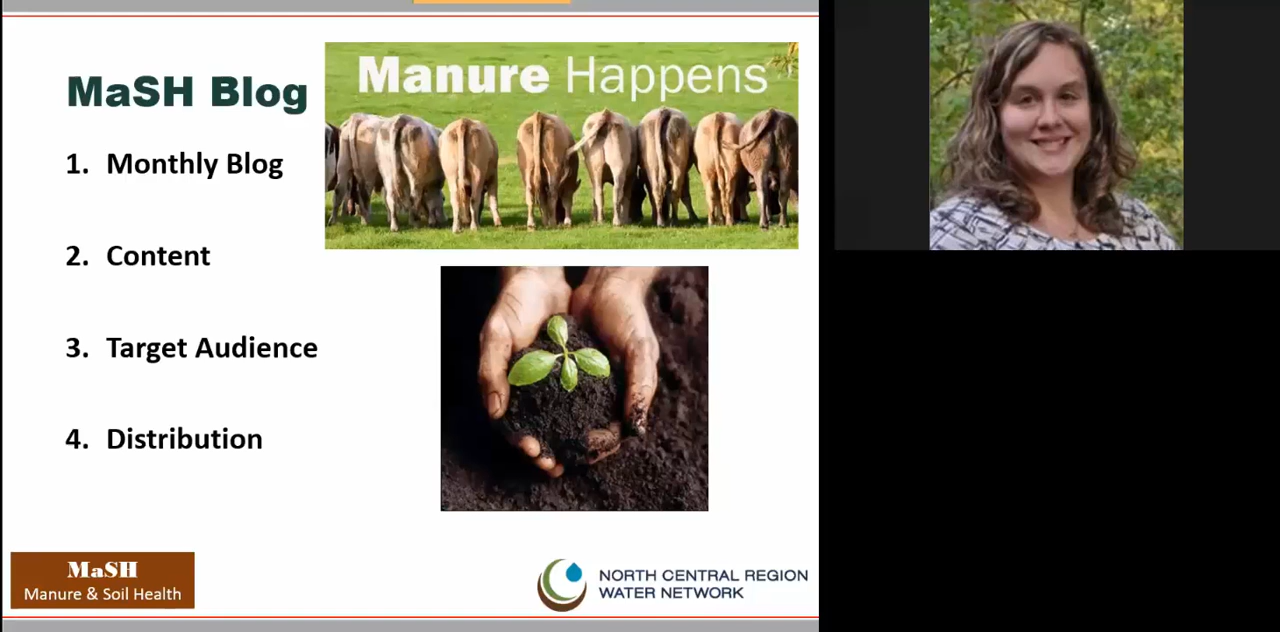 MaSH Blog
Manure Happens
1. Monthly Blog
2. Content
3. Target Audience
4. Distribution
MaSH
Manure & Soil Health
NORTH CENTRAL REGION
WATER NETWORK